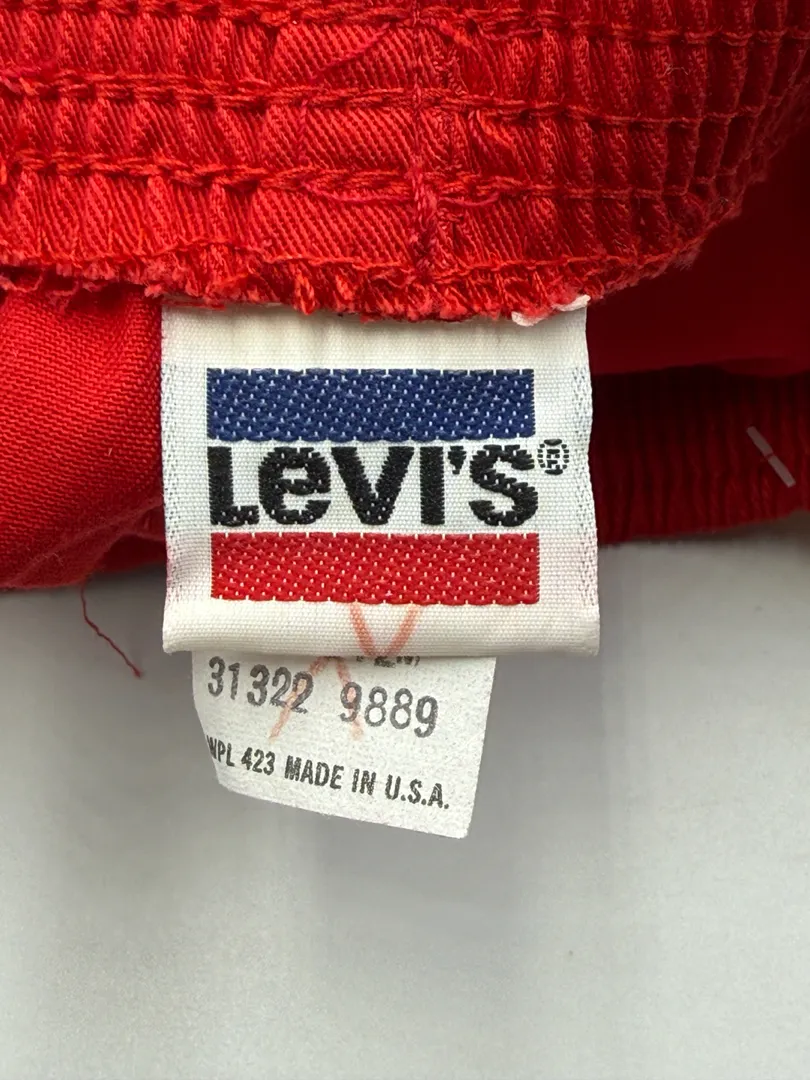 LEVI'S®
31322 9889
WPL 423 MADE IN U.S.A.